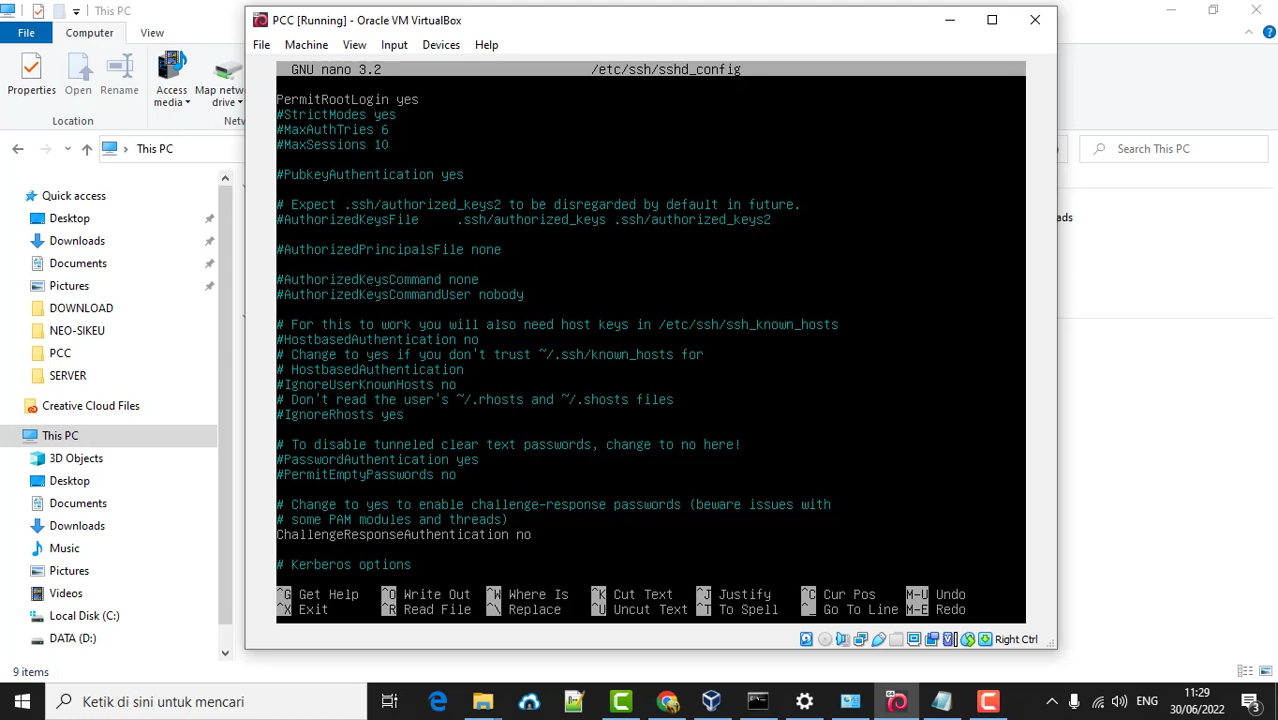 This PC
PCC [Running] - Oracle VM VirtualBox
File
Computer
View
File
Machine
View
Input
Devices
Help
GNU nano 3.2
/etc/ssh/sshd_config
Properties
Open
Rename
Access
media
Map netw
drive
Location
Netw
This PC
Search This PC
PermitRootLogin yes
#StrictModes yes
#MaxAuthTries 6
#MaxSessions 10
#PubkeyAuthentication yes
# Expect .ssh/authorized_keys2 to be disregarded by default in future.
#AuthorizedKeysFile .ssh/authorized_keys .ssh/authorized_keys2
#AuthorizedPrincipalsFile none
#AuthorizedKeysCommand none
#AuthorizedKeysCommandUser nobody
# For this to work you will also need host keys in /etc/ssh/ssh_known_hosts
#HostbasedAuthentication no
# Change to yes if you don't trust ~/.ssh/known_hosts for
# HostbasedAuthentication
#IgnoreUserKnownHosts no
# Don't read the user's ~/.rhosts and ~/.shosts files
#IgnoreRhosts yes
# To disable tunneled clear text passwords, change to no here!
#PasswordAuthentication yes
#PermitEmptyPasswords no
# Change to yes to enable challenge-response passwords (beware issues with
# some PAM modules and threads)
ChallengeResponseAuthentication no
# Kerberos options
^G Get Help ^O Write Out ^W Where Is ^K Cut Text ^J Justify ^C Cur Pos M-U Undo
^X Exit ^R Read File ^\ Replace ^U Uncut Text ^T To Spell ^_ Go To Line M-E Redo
Right Ctrl
Quick access
Desktop
Downloads
Documents
Pictures
DOWNLOAD
NEO-SIKEU
PCC
SERVER
Creative Cloud Files
This PC
3D Objects
Desktop
Documents
Downloads
Music
Pictures
Videos
Local Disk (C:)
DATA (D:)
ads
9 items
Ketik di sini untuk mencari
ENG
11:29
30/06/2022
3